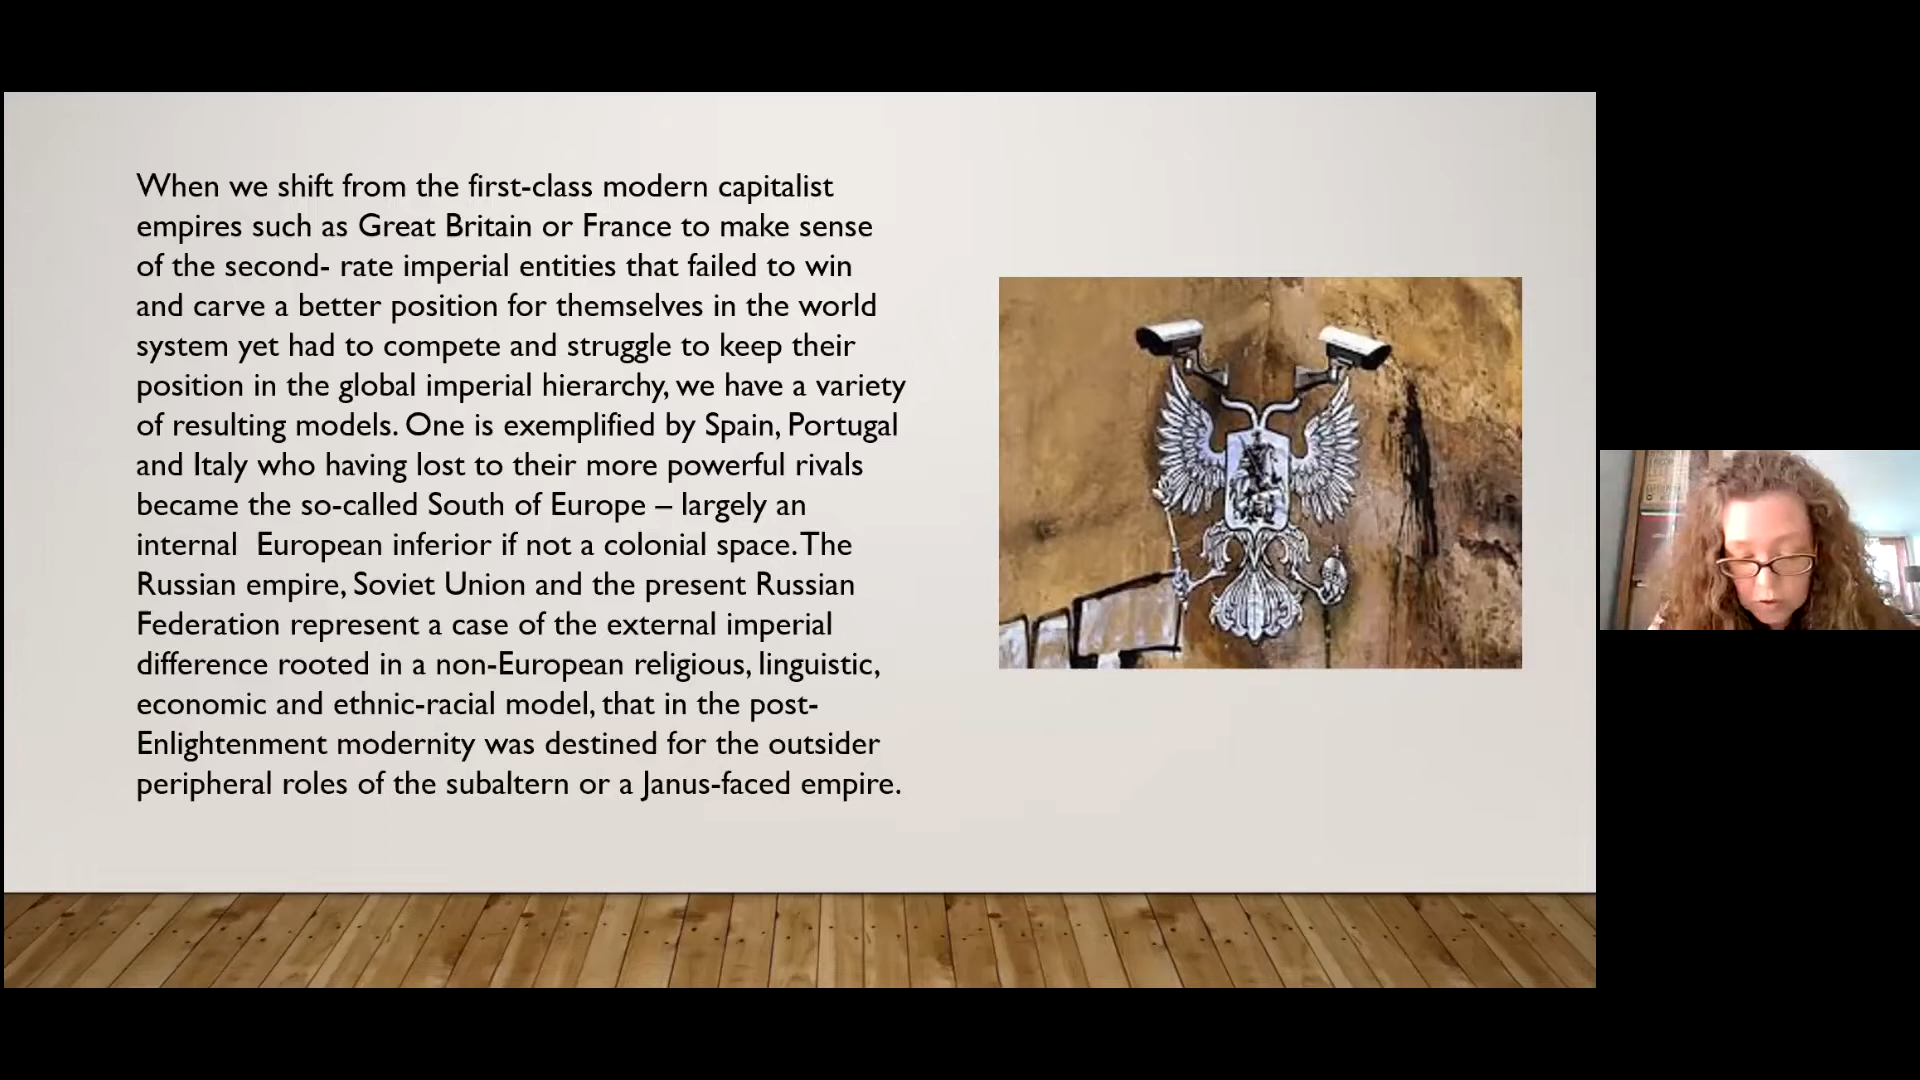 When we shift from the first-class modern capitalist
empires such as Great Britain or France to make sense
of the second- rate imperial entities that failed to win
and carve a better position for themselves in the world
system yet had to compete and struggle to keep their
position in the global imperial hierarchy, we have a variety
of resulting models. One is exemplified by Spain, Portugal
and Italy who having lost to their more powerful rivals
became the so-called South of Europe – largely an
internal  European inferior if not a colonial space. The
Russian empire, Soviet Union and the present Russian
Federation represent a case of the external imperial
difference rooted in a non-European religious, linguistic,
economic and ethnic-racial model, that in the post-
Enlightenment modernity was destined for the outsider
peripheral roles of the subaltern or a Janus-faced empire.